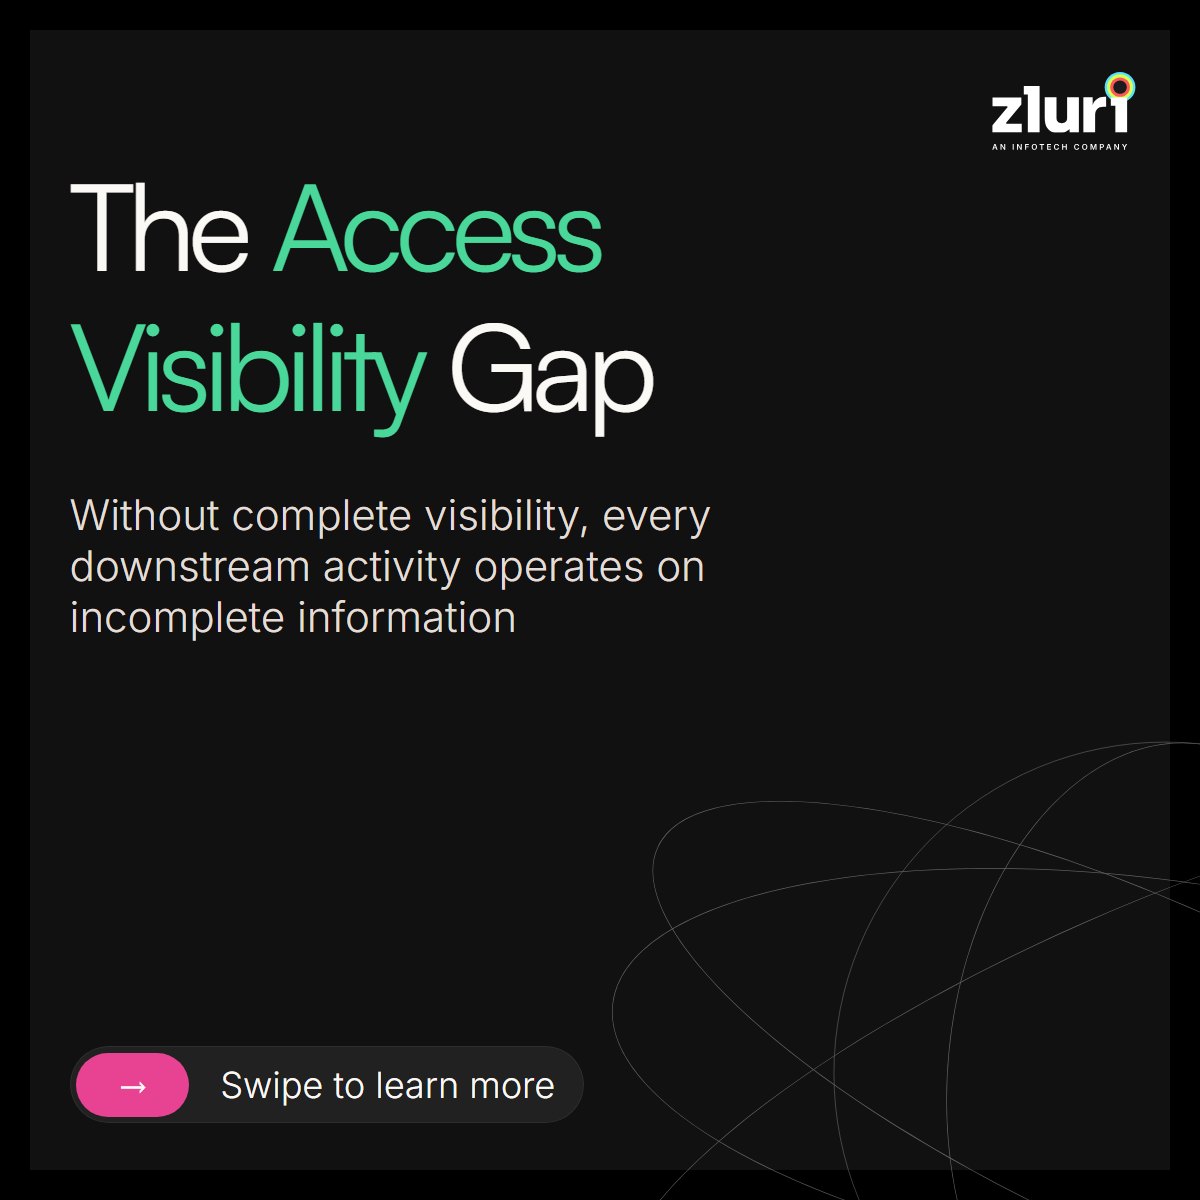 zluri
AN INFOTECH COMPANY
The Access
Visibility Gap
Without complete visibility, every
downstream activity operates on
incomplete information
→ Swipe to learn more